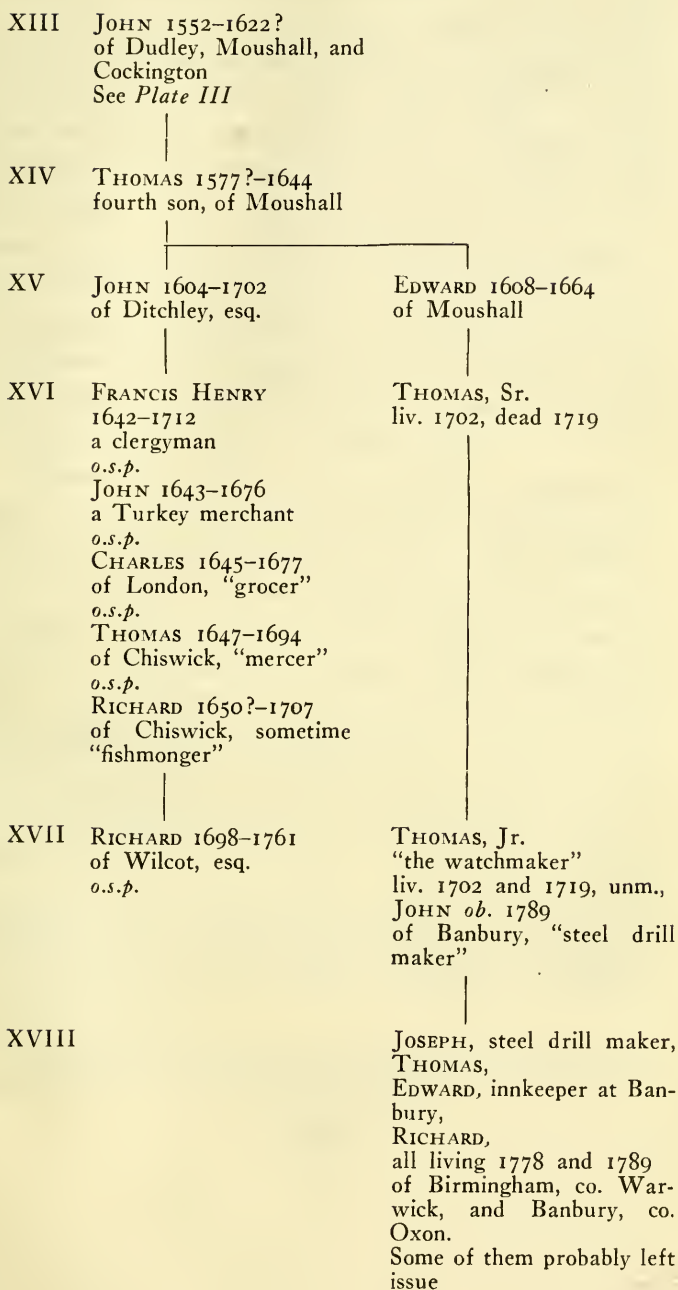 XIII JOHN 1552–1622?
of Dudley, Moushall, and
Cockington
See Plate III
XIV THOMAS 1577?–1644
fourth son, of Moushall
XV JOHN 1604–1702
of Ditchley, esq.
EDWARD 1608–1664
of Moushall
XVI FRANCIS HENRY
1642–1712
a clergyman
o.s.p.
JOHN 1643–1676
a Turkey merchant
o.s.p.
CHARLES 1645–1677
of London, "grocer"
o.s.p.
THOMAS 1647–1694
of Chiswick, "mercer"
o.s.p.
RICHARD 1650?–1707
of Chiswick, sometime
"fishmonger"
THOMAS, Sr.
liv. 1702, dead 1719
XVII RICHARD 1698–1761
of Wilcot, esq.
o.s.p.
THOMAS, Jr.
"the watchmaker"
liv. 1702 and 1719, unm.,
JOHN ob. 1789
of Banbury, "steel drill
maker"
XVIII JOSEPH, steel drill maker,
THOMAS,
EDWARD, innkeeper at Ban-
bury,
RICHARD,
all living 1778 and 1789
of Birmingham, co. War-
wick, and Banbury, co.
Oxon.
Some of them probably left
issue